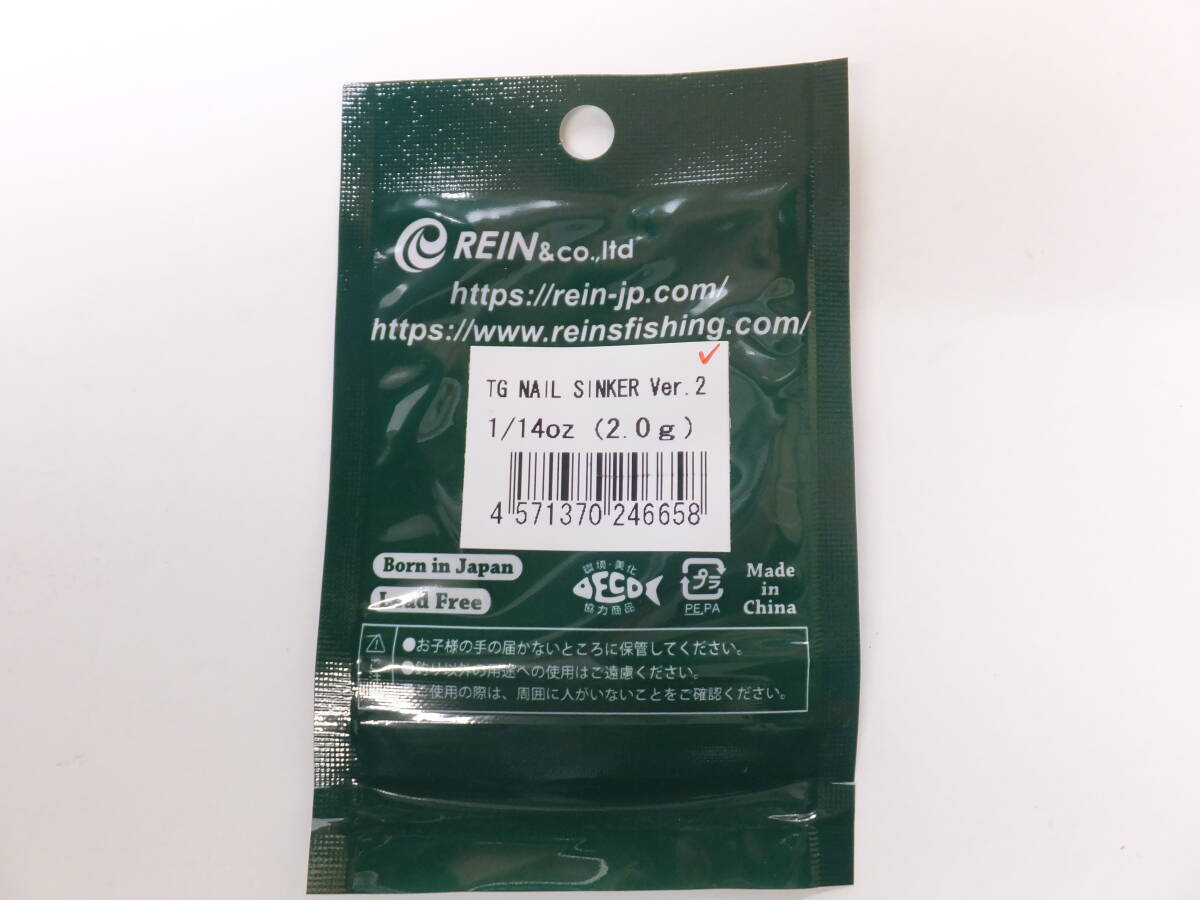 REIN&co.,ltd
https://rein-jp.com/
https://www.reinsfishing.com/
TG NAIL SINKER Ver.2
1/14oz (2.0g)
4 571370 246658
Born in Japan
Lead Free
環境・美化
ECO
協力商品
プラ
PE,PA
Made
in
China
●お子様の手の届かないところに保管してください。
●釣り以外の用途への使用はご遠慮ください。
●ご使用の際は、周囲に人がいないことをご確認ください。